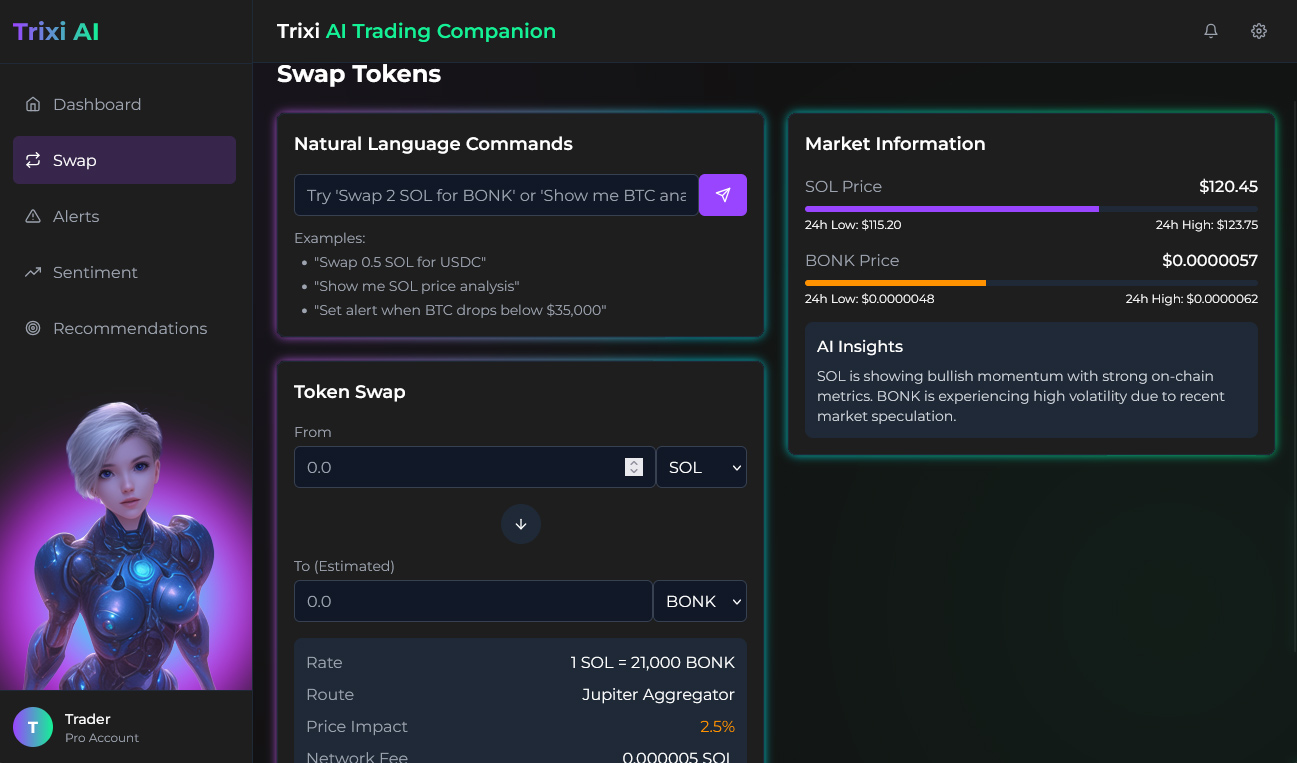 Trixi AI
Trixi AI Trading Companion
Dashboard
Swap
Alerts
Sentiment
Recommendations
Trader
T
Pro Account
Swap Tokens
Natural Language Commands
Try 'Swap 2 SOL for BONK' or 'Show me BTC ana
Examples:
"Swap 0.5 SOL for USDC"
"Show me SOL price analysis"
"Set alert when BTC drops below $35,000"
Token Swap
From
0.0 SOL
To (Estimated)
0.0 BONK
Rate 1 SOL = 21,000 BONK
Route Jupiter Aggregator
Price Impact 2.5%
Network Fee 0.000005 SOL
Market Information
SOL Price $120.45
24h Low: $115.20 24h High: $123.75
BONK Price $0.0000057
24h Low: $0.0000048 24h High: $0.0000062
AI Insights
SOL is showing bullish momentum with strong on-chain
metrics. BONK is experiencing high volatility due to recent
market speculation.